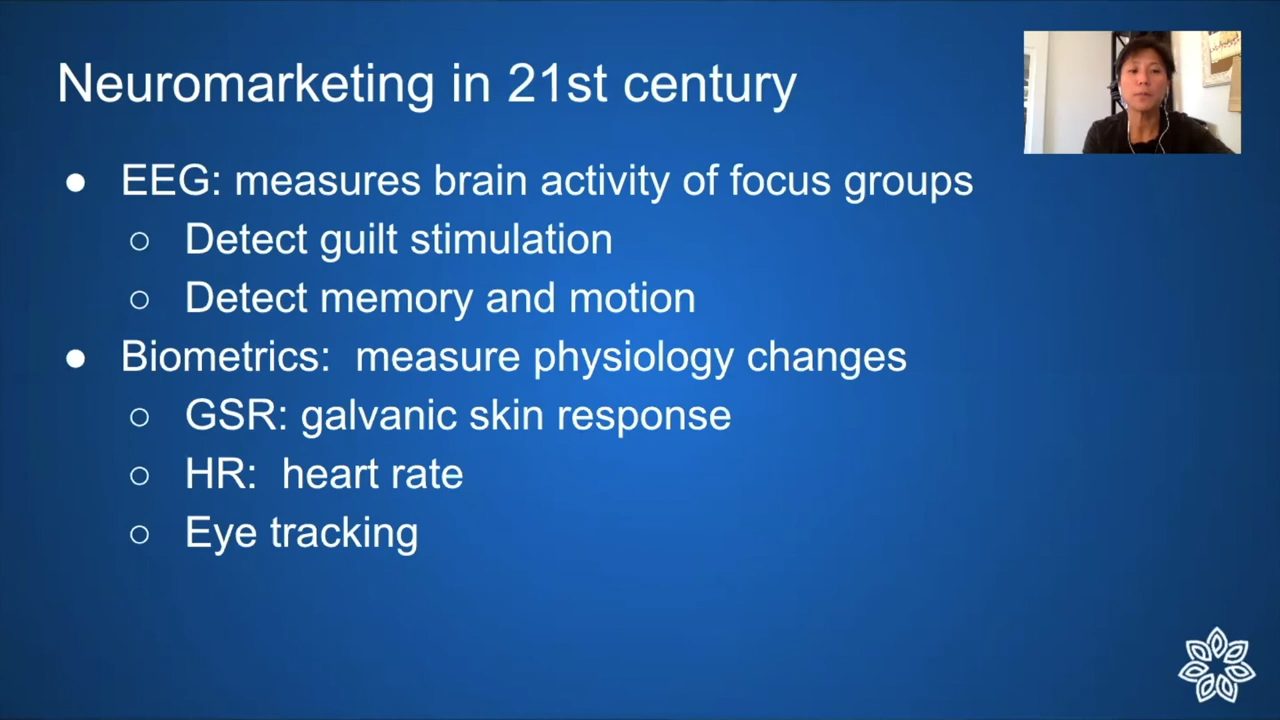 Neuromarketing in 21st century
● EEG: measures brain activity of focus groups
○ Detect guilt stimulation
○ Detect memory and motion
● Biometrics:  measure physiology changes
○ GSR: galvanic skin response
○ HR:  heart rate
○ Eye tracking